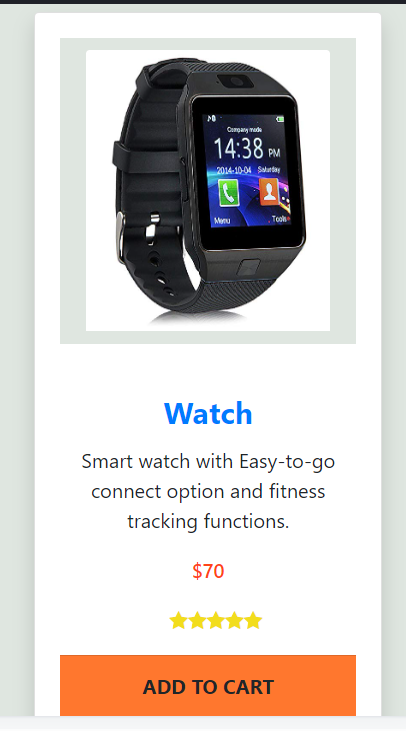 Company mode
14:38 PM
2014-10-04 Saturday
Menu Tools
Watch
Smart watch with Easy-to-go
connect option and fitness
tracking functions.
$70
ADD TO CART